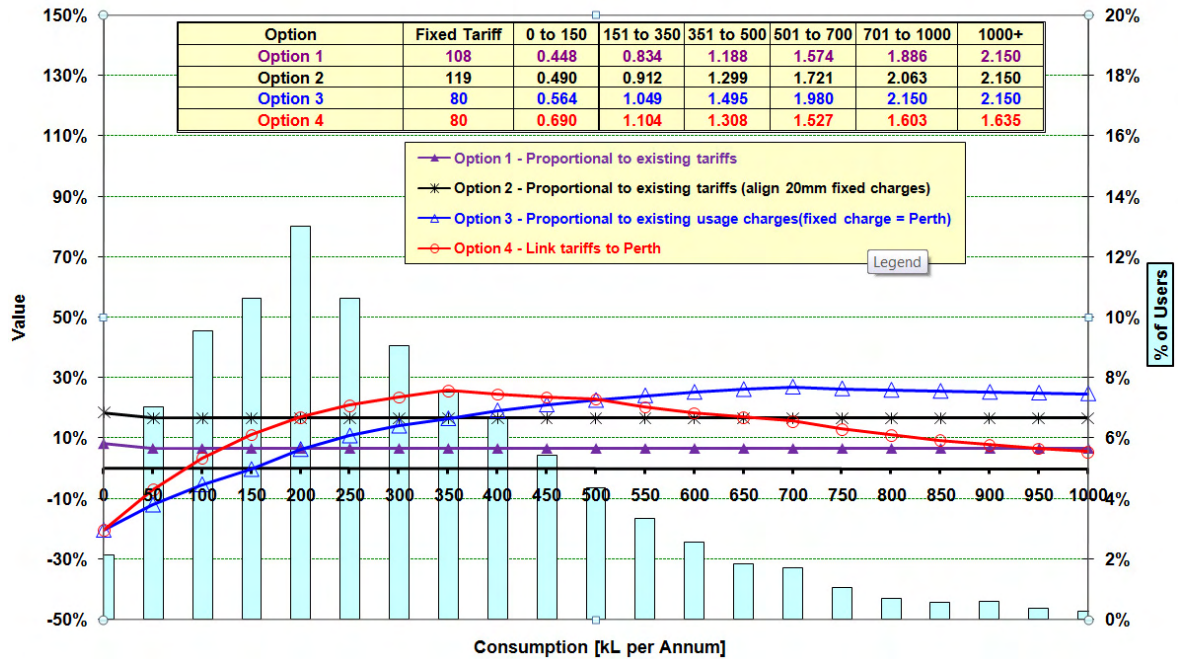 Option Fixed Tariff 0 to 150 151 to 350 351 to 500 501 to 700 701 to 1000 1000+
Option 1 108 0.448 0.834 1.188 1.574 1.886 2.150
Option 2 119 0.490 0.912 1.299 1.721 2.063 2.150
Option 3 80 0.564 1.049 1.495 1.980 2.150 2.150
Option 4 80 0.690 1.104 1.308 1.527 1.603 1.635
Option 1 - Proportional to existing tariffs
Option 2 - Proportional to existing tariffs (align 20mm fixed charges)
Option 3 - Proportional to existing usage charges(fixed charge = Perth)
Option 4 - Link tariffs to Perth
Legend
150%
130%
110%
90%
70%
50%
30%
10%
-10%
-30%
-50%
Value
20%
18%
16%
14%
12%
10%
8%
6%
4%
2%
0%
% of Users
0 50 100 150 200 250 300 350 400 450 500 550 600 650 700 750 800 850 900 950 1000
Consumption [kL per Annum]